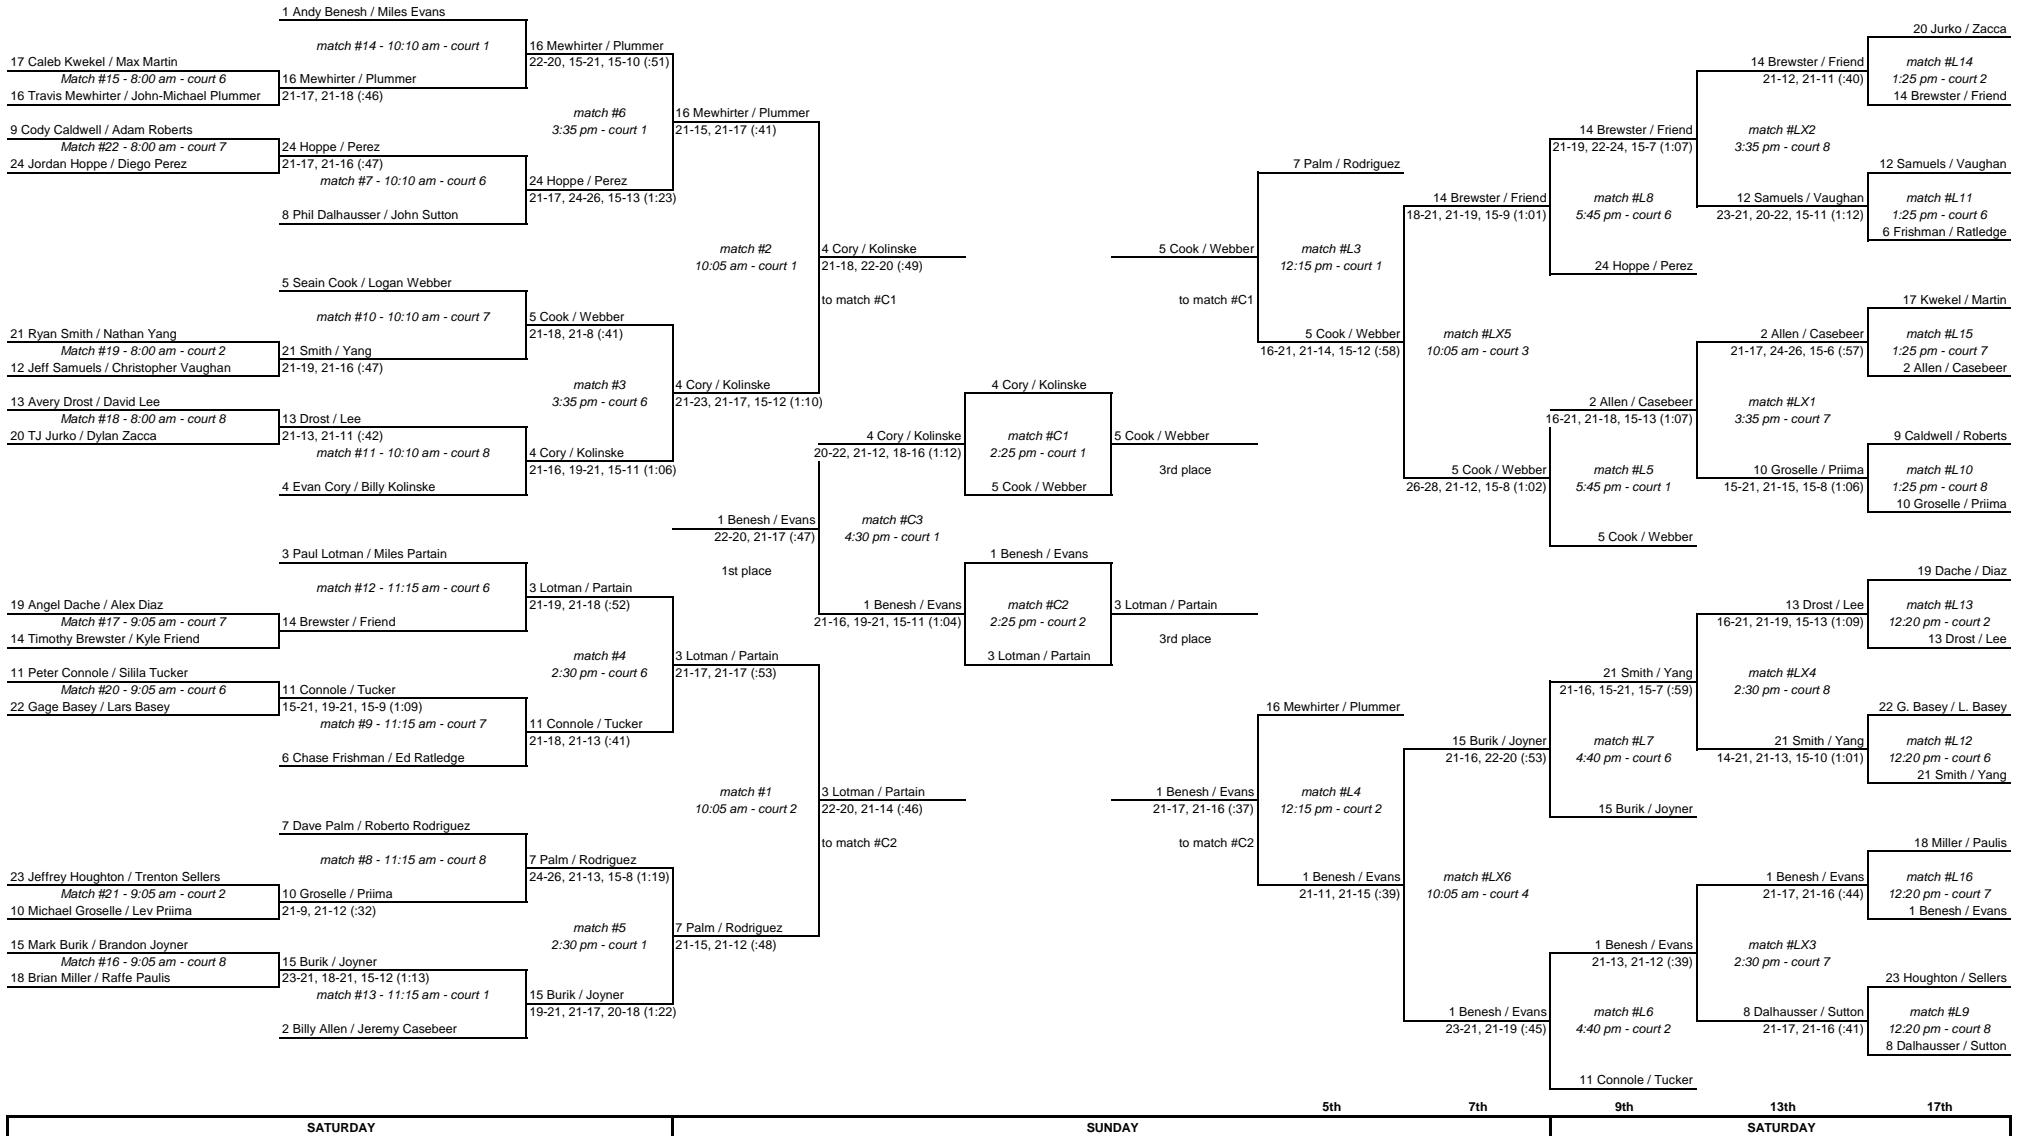 1 Andy Benesh / Miles Evans
match #14 - 10:10 am - court 1
17 Caleb Kwekel / Max Martin
Match #15 - 8:00 am - court 6
16 Travis Mewhirter / John-Michael Plummer
16 Mewhirter / Plummer
21-17, 21-18 (:46)
16 Mewhirter / Plummer
22-20, 15-21, 15-10 (:51)
match #6
3:35 pm - court 1
9 Cody Caldwell / Adam Roberts
Match #22 - 8:00 am - court 7
24 Jordan Hoppe / Diego Perez
24 Hoppe / Perez
21-17, 21-16 (:47)
match #7 - 10:10 am - court 6
8 Phil Dalhausser / John Sutton
24 Hoppe / Perez
21-17, 24-26, 15-13 (1:23)
16 Mewhirter / Plummer
21-15, 21-17 (:41)
match #2
10:05 am - court 1
5 Seain Cook / Logan Webber
match #10 - 10:10 am - court 7
21 Ryan Smith / Nathan Yang
Match #19 - 8:00 am - court 2
12 Jeff Samuels / Christopher Vaughan
21 Smith / Yang
21-19, 21-16 (:47)
5 Cook / Webber
21-18, 21-8 (:41)
match #3
3:35 pm - court 6
13 Avery Drost / David Lee
Match #18 - 8:00 am - court 8
20 TJ Jurko / Dylan Zacca
13 Drost / Lee
21-13, 21-11 (:42)
match #11 - 10:10 am - court 8
4 Evan Cory / Billy Kolinske
4 Cory / Kolinske
21-16, 19-21, 15-11 (1:06)
4 Cory / Kolinske
21-23, 21-17, 15-12 (1:10)
4 Cory / Kolinske
21-18, 22-20 (:49)
to match #C1
3 Paul Lotman / Miles Partain
match #12 - 11:15 am - court 6
19 Angel Dache / Alex Diaz
Match #17 - 9:05 am - court 7
14 Timothy Brewster / Kyle Friend
14 Brewster / Friend
3 Lotman / Partain
21-19, 21-18 (:52)
match #4
2:30 pm - court 6
11 Peter Connole / Silila Tucker
Match #20 - 9:05 am - court 6
22 Gage Basey / Lars Basey
11 Connole / Tucker
15-21, 19-21, 15-9 (1:09)
match #9 - 11:15 am - court 7
6 Chase Frishman / Ed Ratledge
11 Connole / Tucker
21-18, 21-13 (:41)
3 Lotman / Partain
21-17, 21-17 (:53)
match #1
10:05 am - court 2
7 Dave Palm / Roberto Rodriguez
match #8 - 11:15 am - court 8
23 Jeffrey Houghton / Trenton Sellers
Match #21 - 9:05 am - court 2
10 Michael Groselle / Lev Priima
10 Groselle / Priima
21-9, 21-12 (:32)
7 Palm / Rodriguez
24-26, 21-13, 15-8 (1:19)
match #5
2:30 pm - court 1
15 Mark Burik / Brandon Joyner
Match #16 - 9:05 am - court 8
18 Brian Miller / Raffe Paulis
15 Burik / Joyner
23-21, 18-21, 15-12 (1:13)
match #13 - 11:15 am - court 1
2 Billy Allen / Jeremy Casebeer
15 Burik / Joyner
19-21, 21-17, 20-18 (1:22)
7 Palm / Rodriguez
21-15, 21-12 (:48)
3 Lotman / Partain
22-20, 21-14 (:46)
to match #C2
4 Cory / Kolinske
4 Cory / Kolinske
20-22, 21-12, 18-16 (1:12)
match #C1
2:25 pm - court 1
5 Cook / Webber
5 Cook / Webber
3rd place
1 Benesh / Evans
22-20, 21-17 (:47)
1st place
match #C3
4:30 pm - court 1
1 Benesh / Evans
1 Benesh / Evans
21-16, 19-21, 15-11 (1:04)
match #C2
2:25 pm - court 2
3 Lotman / Partain
3 Lotman / Partain
3rd place
5 Cook / Webber
to match #C1
7 Palm / Rodriguez
match #L3
12:15 pm - court 1
5 Cook / Webber
16-21, 21-14, 15-12 (:58)
14 Brewster / Friend
18-21, 21-19, 15-9 (1:01)
match #LX5
10:05 am - court 3
5 Cook / Webber
26-28, 21-12, 15-8 (1:02)
14 Brewster / Friend
21-19, 22-24, 15-7 (1:07)
match #L8
5:45 pm - court 6
24 Hoppe / Perez
2 Allen / Casebeer
16-21, 21-18, 15-13 (1:07)
match #L5
5:45 pm - court 1
5 Cook / Webber
14 Brewster / Friend
21-12, 21-11 (:40)
match #LX2
3:35 pm - court 8
12 Samuels / Vaughan
23-21, 20-22, 15-11 (1:12)
2 Allen / Casebeer
21-17, 24-26, 15-6 (:57)
match #LX1
3:35 pm - court 7
10 Groselle / Priima
15-21, 21-15, 15-8 (1:06)
20 Jurko / Zacca
match #L14
1:25 pm - court 2
14 Brewster / Friend
12 Samuels / Vaughan
match #L11
1:25 pm - court 6
6 Frishman / Ratledge
17 Kwekel / Martin
match #L15
1:25 pm - court 7
2 Allen / Casebeer
9 Caldwell / Roberts
match #L10
1:25 pm - court 8
10 Groselle / Priima
1 Benesh / Evans
21-17, 21-16 (:37)
to match #C2
16 Mewhirter / Plummer
match #L4
12:15 pm - court 2
1 Benesh / Evans
21-11, 21-15 (:39)
15 Burik / Joyner
21-16, 22-20 (:53)
match #LX6
10:05 am - court 4
1 Benesh / Evans
23-21, 21-19 (:45)
21 Smith / Yang
21-16, 15-21, 15-7 (:59)
match #L7
4:40 pm - court 6
15 Burik / Joyner
1 Benesh / Evans
21-13, 21-12 (:39)
match #L6
4:40 pm - court 2
11 Connole / Tucker
13 Drost / Lee
16-21, 21-19, 15-13 (1:09)
match #LX4
2:30 pm - court 8
21 Smith / Yang
14-21, 21-13, 15-10 (1:01)
1 Benesh / Evans
21-17, 21-16 (:44)
match #LX3
2:30 pm - court 7
8 Dalhausser / Sutton
21-17, 21-16 (:41)
19 Dache / Diaz
match #L13
12:20 pm - court 2
13 Drost / Lee
22 G. Basey / L. Basey
match #L12
12:20 pm - court 6
21 Smith / Yang
18 Miller / Paulis
match #L16
12:20 pm - court 7
1 Benesh / Evans
23 Houghton / Sellers
match #L9
12:20 pm - court 8
8 Dalhausser / Sutton
5th
7th
9th
13th
17th
SATURDAY
SUNDAY
SATURDAY